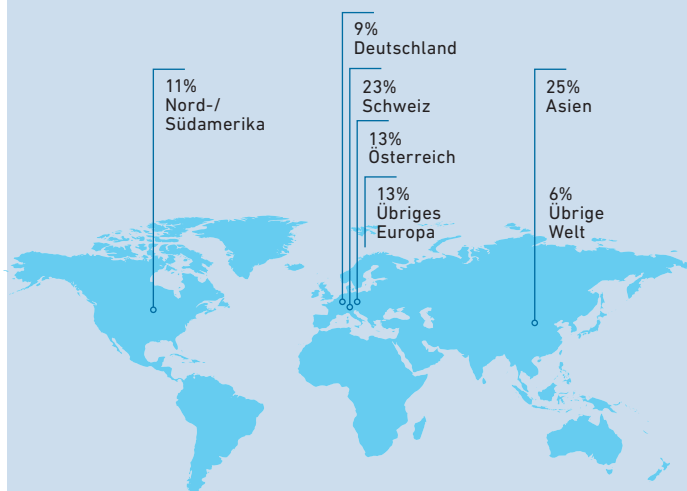 9%
Deutschland
11%
Nord-/
Südamerika
23%
Schweiz
25%
Asien
13%
Österreich
13%
Übriges
Europa
6%
Übrige
Welt